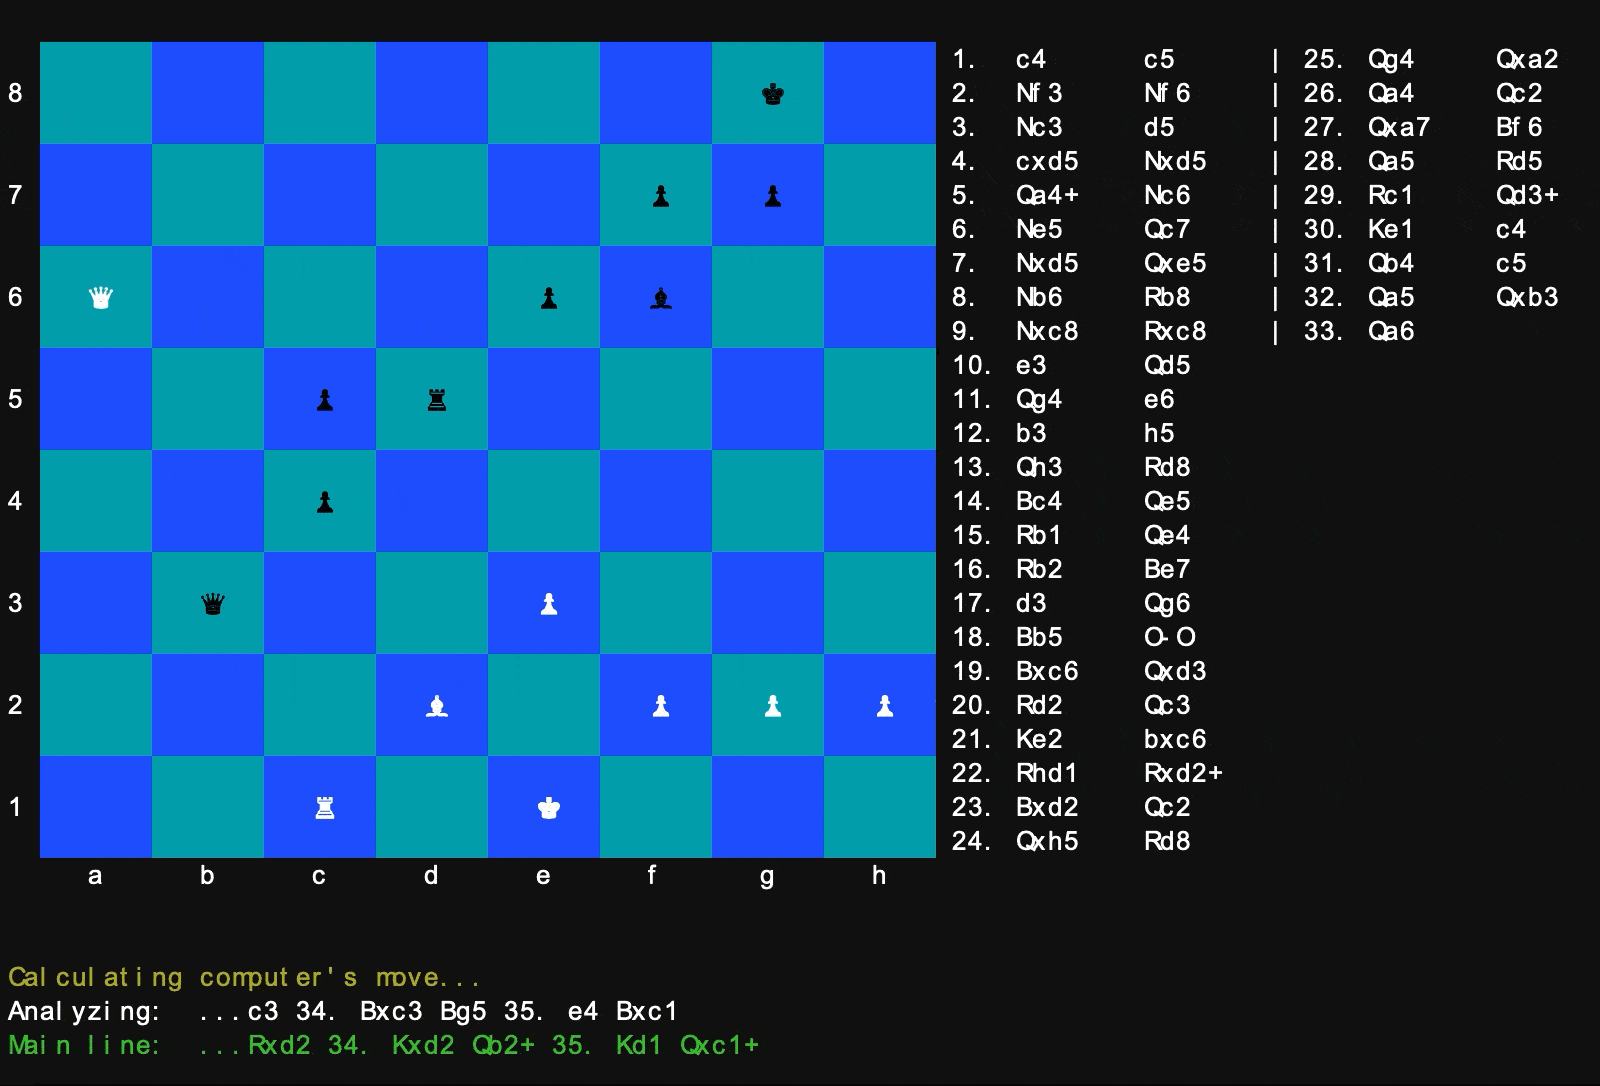 1. c4 c5 | 25. Qg4 Qxa2
8 2. Nf3 Nf6 | 26. Qa4 Qc2
3. Nc3 d5 | 27. Qxa7 Bf6
4. cxd5 Nxd5 | 28. Qa5 Rd5
7 5. Qa4+ Nc6 | 29. Rc1 Qd3+
6. Ne5 Qc7 | 30. Ke1 c4
7. Nxd5 Qxe5 | 31. Qb4 c5
6 8. Nb6 Rb8 | 32. Qa5 Qxb3
9. Nxc8 Rxc8 | 33. Qa6
10. e3 Qd5
5 11. Qg4 e6
12. b3 h5
13. Qh3 Rd8
4 14. Bc4 Qe5
15. Rb1 Qe4
16. Rb2 Be7
3 17. d3 Qg6
18. Bb5 O-O
19. Bxc6 Qxd3
2 20. Rd2 Qc3
21. Ke2 bxc6
22. Rhd1 Rxd2+
1 23. Bxd2 Qc2
24. Qxh5 Rd8
a b c d e f g h
Calculating computer's move...
Analyzing: ...c3 34. Bxc3 Bg5 35. e4 Bxc1
Main line: ...Rxd2 34. Kxd2 Qb2+ 35. Kd1 Qxc1+